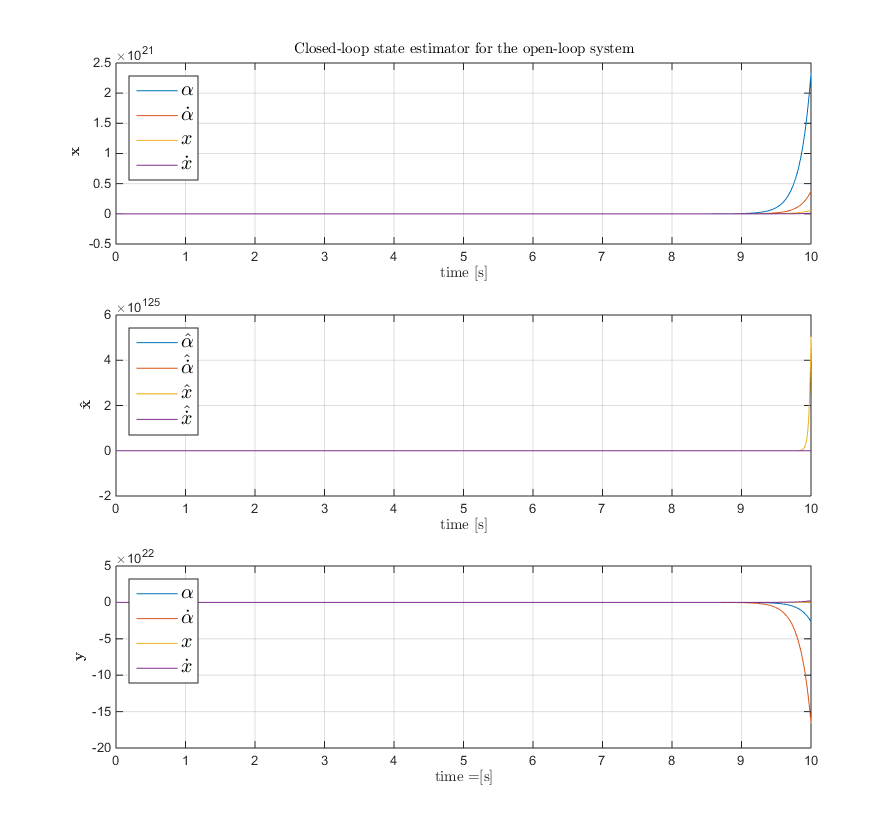 Closed-loop state estimator for the open-loop system
×10^21
2.5
2
1.5
1
0.5
0
-0.5
x
α
α̇
x
ẋ
0 1 2 3 4 5 6 7 8 9 10
time [s]
×10^125
6
4
2
0
-2
x̂
α̂
α̇̂
x̂
ẋ̂
0 1 2 3 4 5 6 7 8 9 10
time [s]
×10^22
5
0
-5
-10
-15
-20
y
α
α̇
x
ẋ
0 1 2 3 4 5 6 7 8 9 10
time =[s]